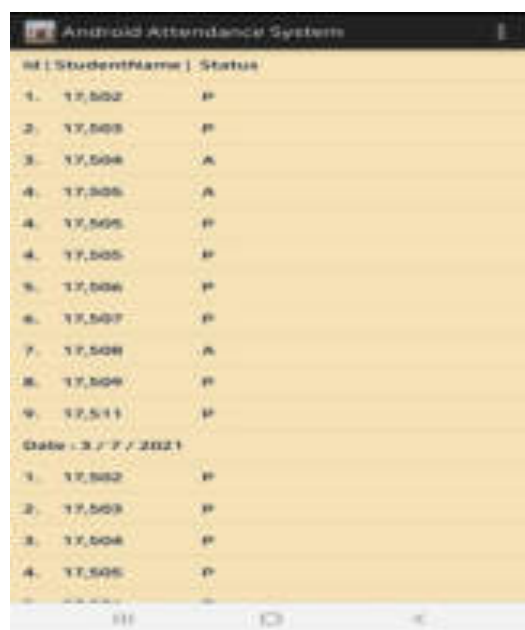 Android Attendance System
Id | StudentName | Status
1. 17,502 P
2. 17,503 P
3. 17,504 A
4. 17,505 A
4. 17,505 P
4. 17,505 P
5. 17,506 P
6. 17,507 P
7. 17,508 A
8. 17,509 P
9. 17,511 P
Date : 3 / 7 / 2021
1. 17,502 P
2. 17,503 P
3. 17,504 P
4. 17,505 P